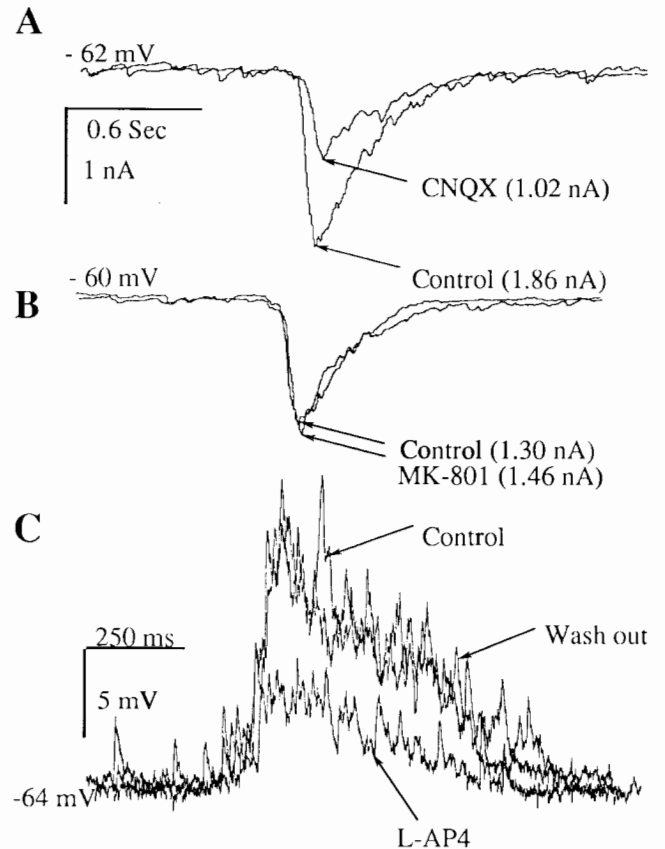 A
- 62 mV
0.6 Sec
1 nA
CNQX (1.02 nA)
Control (1.86 nA)
- 60 mV
B
Control (1.30 nA)
MK-801 (1.46 nA)
C
Control
250 ms
Wash out
5 mV
-64 mV
L-AP4